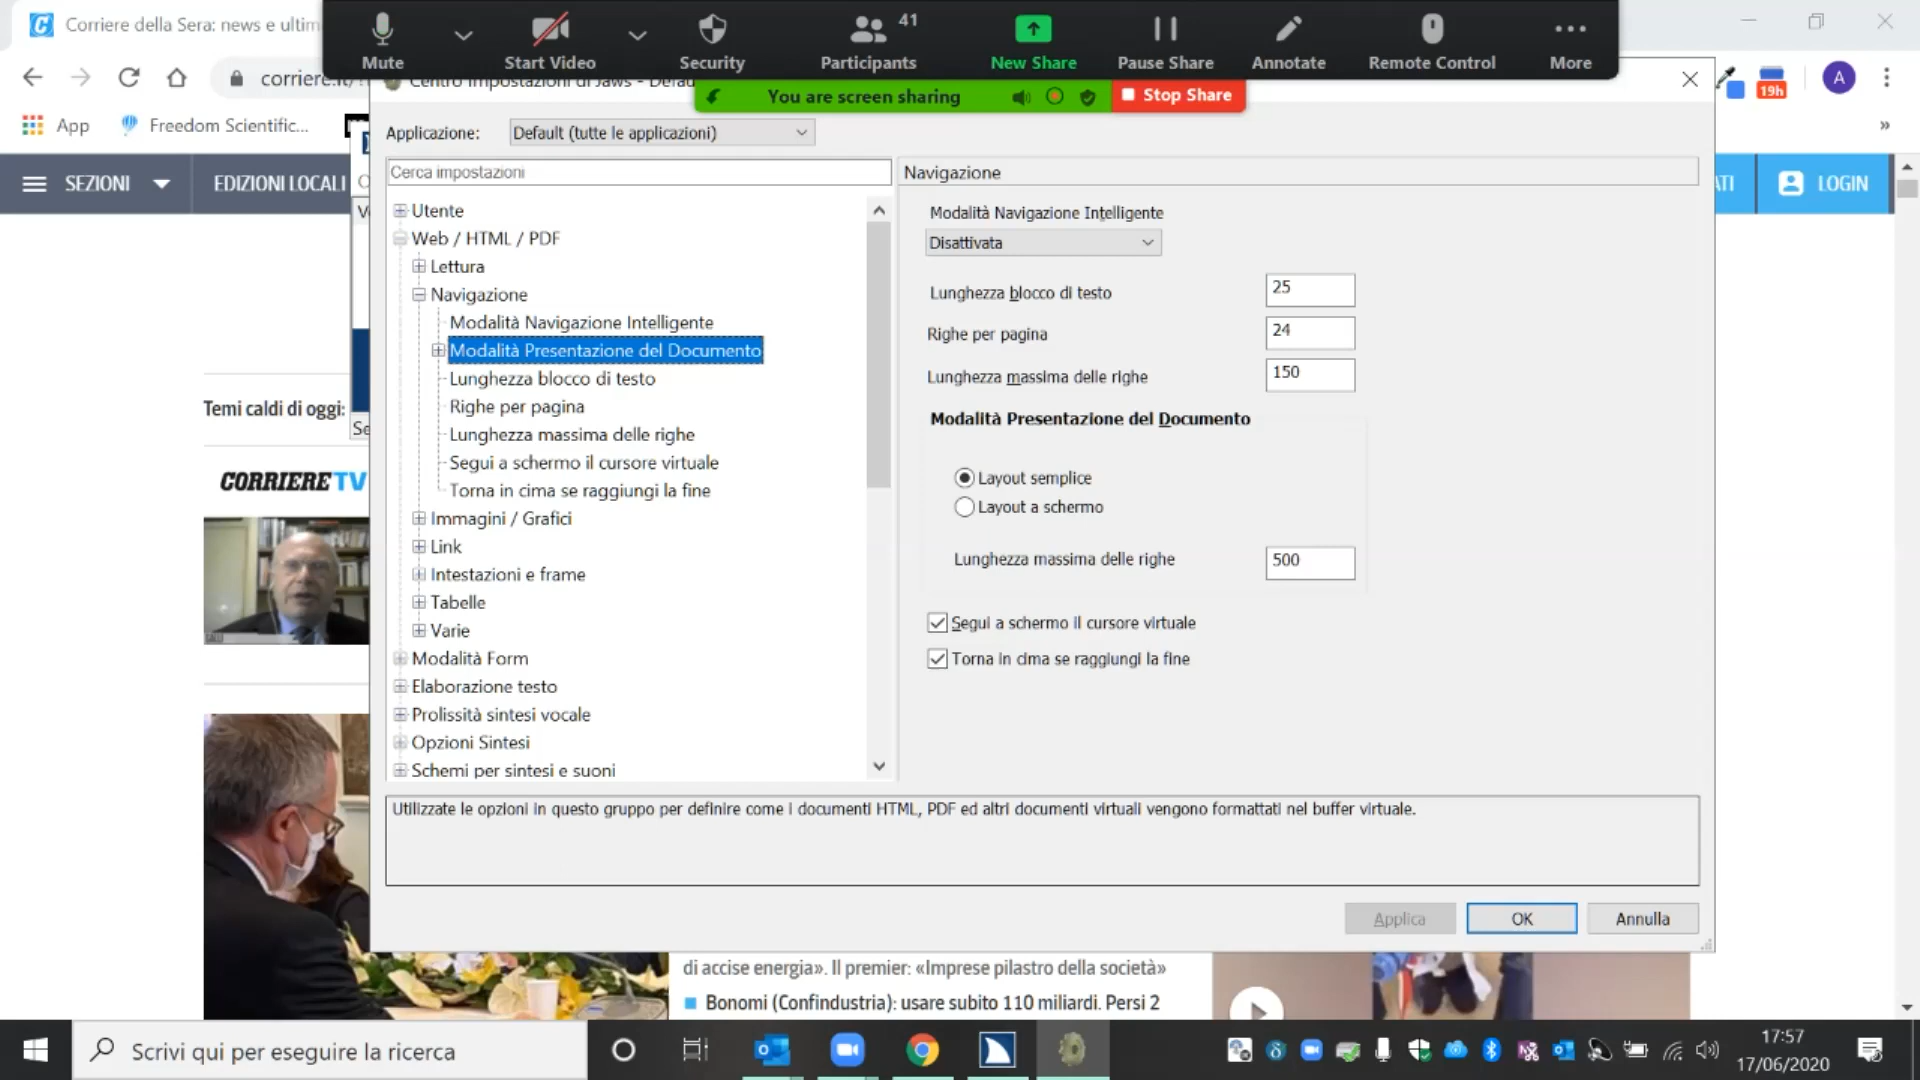 Corriere della Sera: news e ultim
Mute
Start Video
Security
41
Participants
New Share
Pause Share
Annotate
Remote Control
More
You are screen sharing
Stop Share
corriere.it/
Centro Impostazioni di Jaws - Defau
A
19h
App
Freedom Scientific...
»
SEZIONI
EDIZIONI LOCALI
LOGIN
Applicazione:
Default (tutte le applicazioni)
Cerca impostazioni
Utente
Web / HTML / PDF
Lettura
Navigazione
Modalità Navigazione Intelligente
Modalità Presentazione del Documento
Lunghezza blocco di testo
Righe per pagina
Lunghezza massima delle righe
Segui a schermo il cursore virtuale
Torna in cima se raggiungi la fine
Immagini / Grafici
Link
Intestazioni e frame
Tabelle
Varie
Modalità Form
Elaborazione testo
Prolissità sintesi vocale
Opzioni Sintesi
Schemi per sintesi e suoni
Navigazione
Modalità Navigazione Intelligente
Disattivata
Lunghezza blocco di testo
25
Righe per pagina
24
Lunghezza massima delle righe
150
Modalità Presentazione del Documento
Layout semplice
Layout a schermo
Lunghezza massima delle righe
500
Segui a schermo il cursore virtuale
Torna in cima se raggiungi la fine
Utilizzate le opzioni in questo gruppo per definire come i documenti HTML, PDF ed altri documenti virtuali vengono formattati nel buffer virtuale.
Applica
OK
Annulla
Temi caldi di oggi:
Se
CORRIERE TV
di accise energia». Il premier: «Imprese pilastro della società»
Bonomi (Confindustria): usare subito 110 miliardi. Persi 2
Scrivi qui per eseguire la ricerca
17:57
17/06/2020